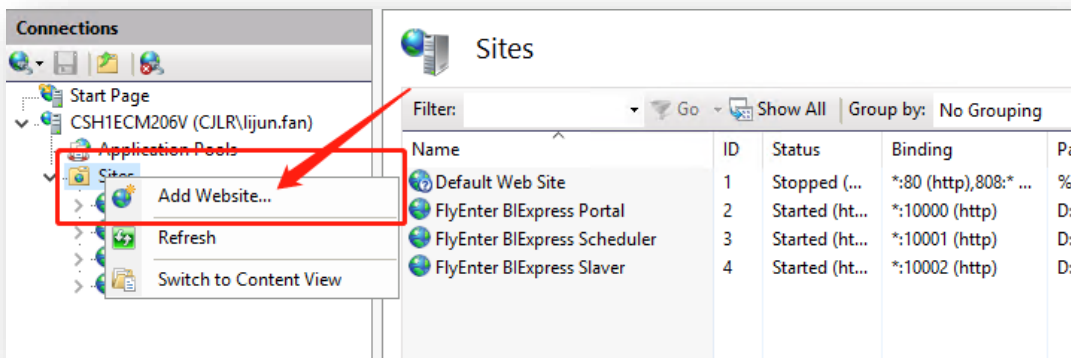 Connections
Start Page
CSH1ECM206V (CJLR\lijun.fan)
Application Pools
Sites
Add Website...
Refresh
Switch to Content View
Sites
Filter: Go Show All Group by: No Grouping
Name ID Status Binding Pa
Default Web Site 1 Stopped (... *:80 (http),808:* ... %
FlyEnter BIExpress Portal 2 Started (ht... *:10000 (http) D:
FlyEnter BIExpress Scheduler 3 Started (ht... *:10001 (http) D:
FlyEnter BIExpress Slaver 4 Started (ht... *:10002 (http) D: